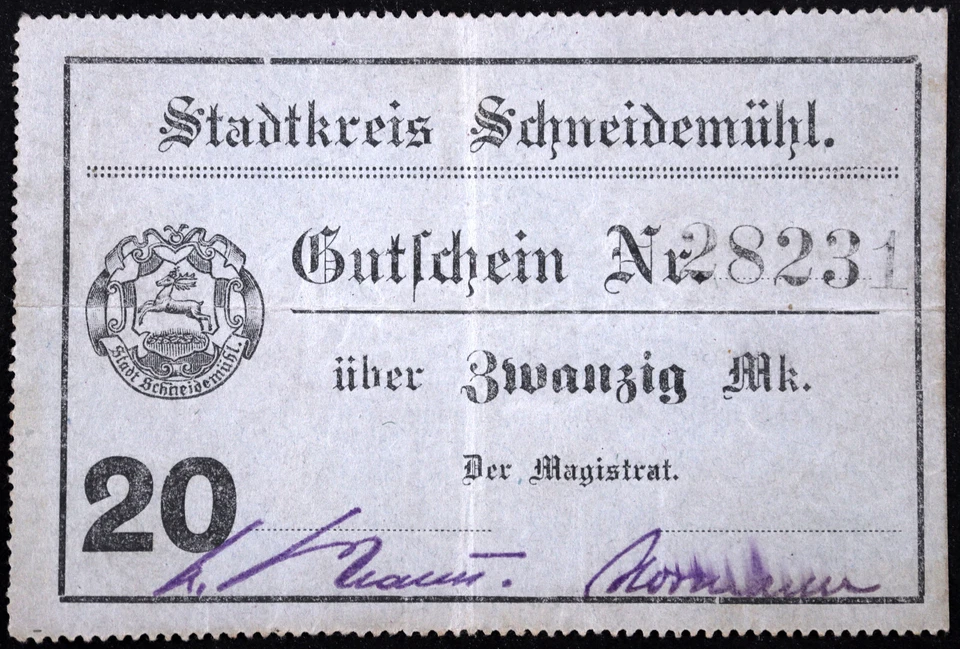 Stadtkreis Schneidemühl.
Gutschein Nr. 28231
Stadt Schneidemühl.
über Zwanzig Mk.
Der Magistrat.
20